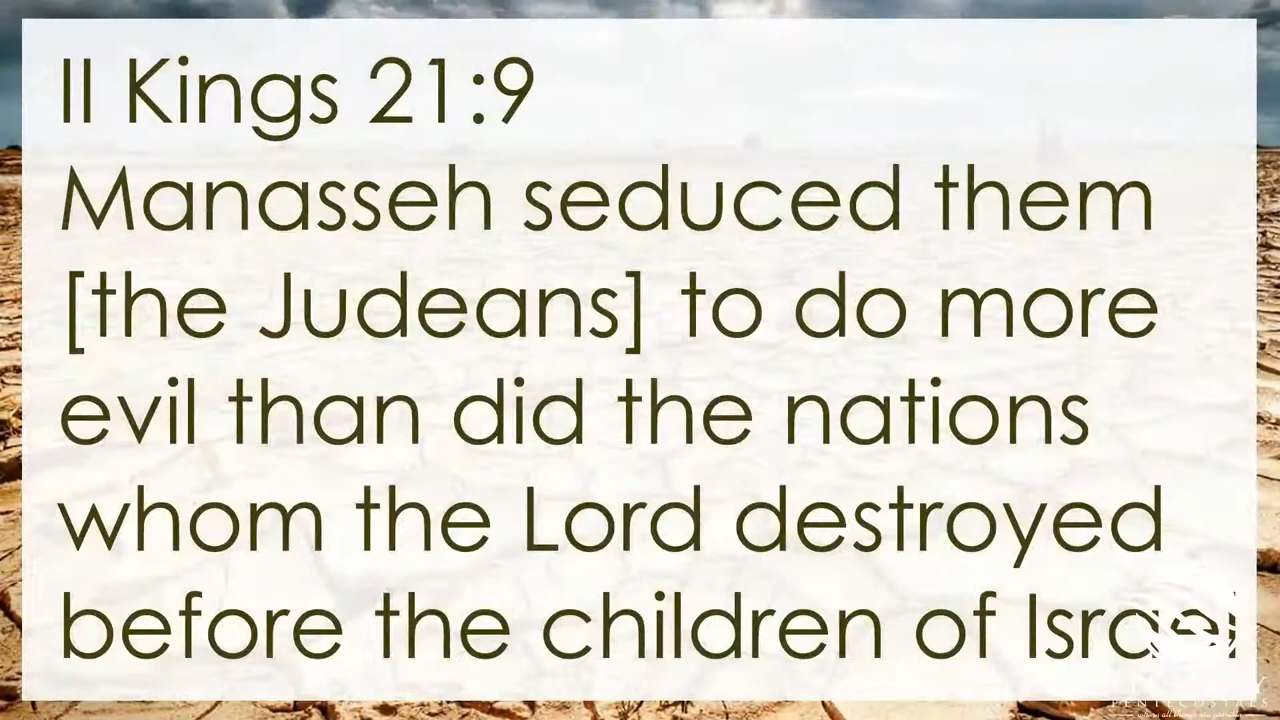 II Kings 21:9
Manasseh seduced them
[the Judeans] to do more
evil than did the nations
whom the Lord destroyed
before the children of Israel
PENTECOSTALS